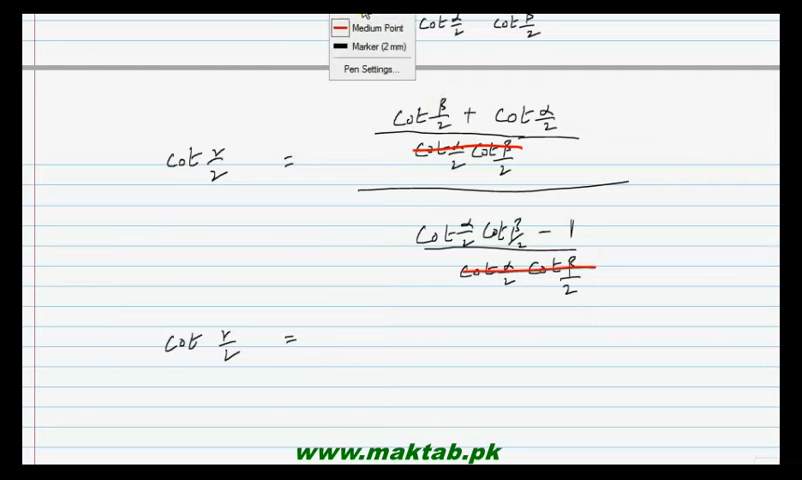 cot α/2 cot β/2
Medium Point
Marker (2 mm)
Pen Settings...
cot β/2 + cot α/2
cot α/2 cot β/2
cot γ/2 =
cot α/2 cot β/2 - 1
cot α/2 cot β/2
cot γ/2 =
www.maktab.pk